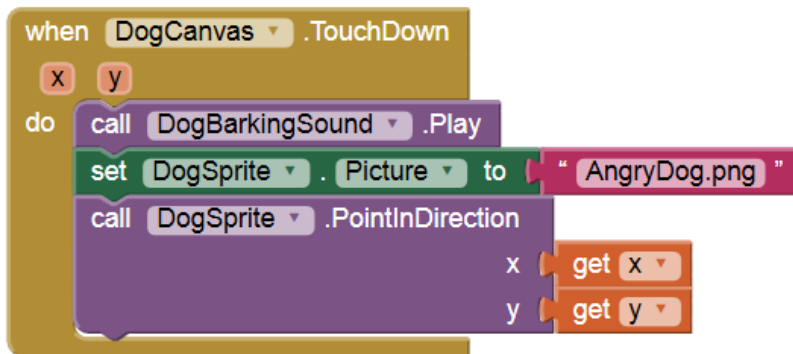 when DogCanvas .TouchDown
x y
do call DogBarkingSound .Play
set DogSprite . Picture to " AngryDog.png "
call DogSprite .PointInDirection
x get x
y get y